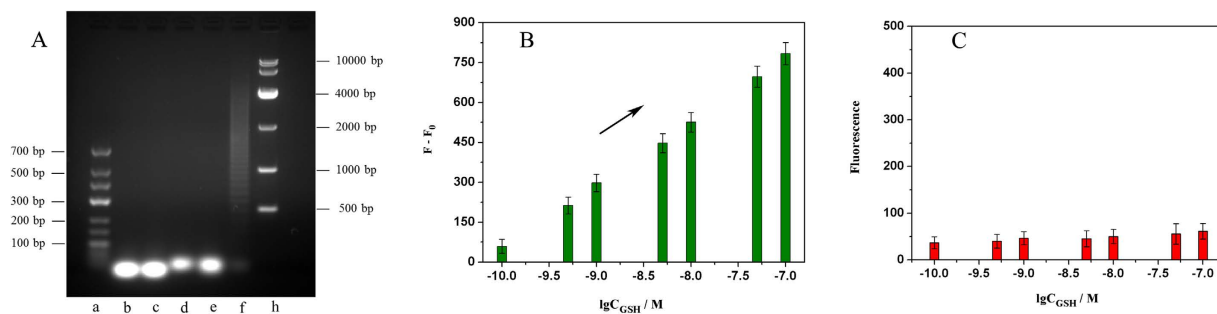 A
700 bp
500 bp
300 bp
200 bp
100 bp
10000 bp
4000 bp
2000 bp
1000 bp
500 bp
a b c d e f h
B
F - F₀
900
750
600
450
300
150
0
-10.0 -9.5 -9.0 -8.5 -8.0 -7.5 -7.0
lgC_GSH / M
C
Fluorescence
500
400
300
200
100
50
0
-10.0 -9.5 -9.0 -8.5 -8.0 -7.5 -7.0
lgC_GSH / M